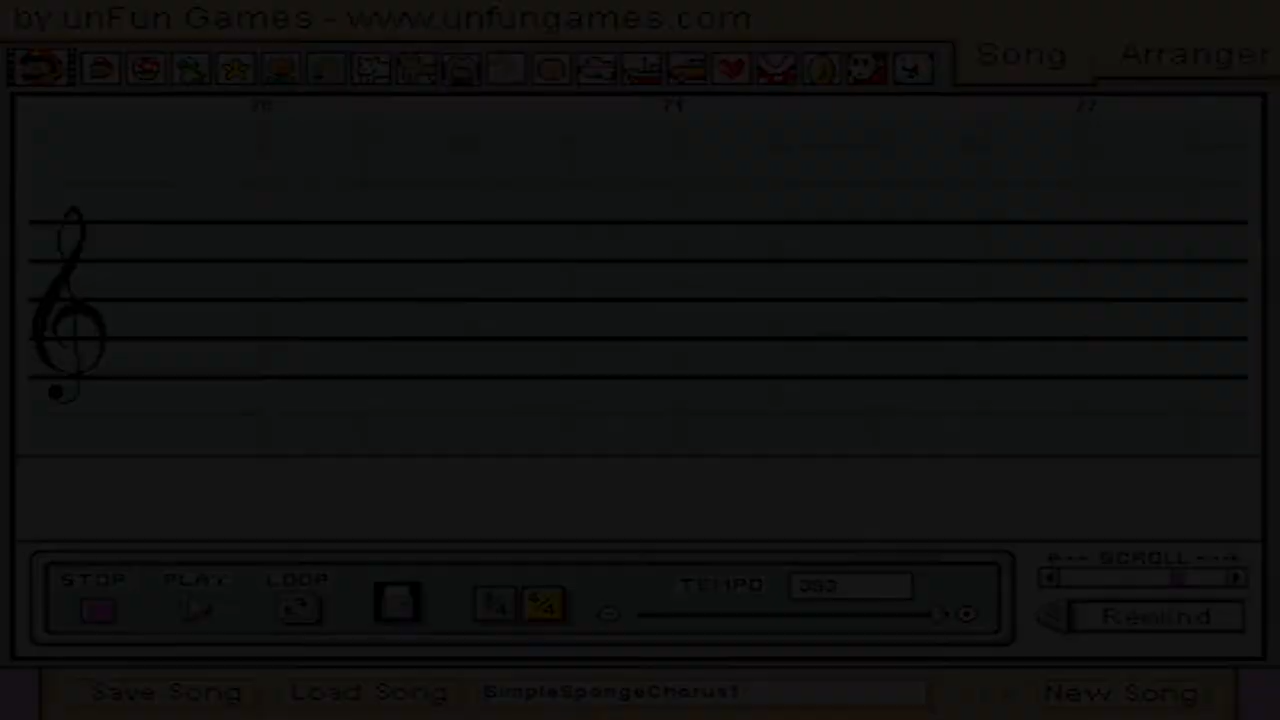 by unFun Games - www.unfungames.com
Song Arranger
71
STOP PLAY LOOP
TEMPO
SCROLL
Rewind
Save Song Load Song SimpleSpongeChorus1 New Song